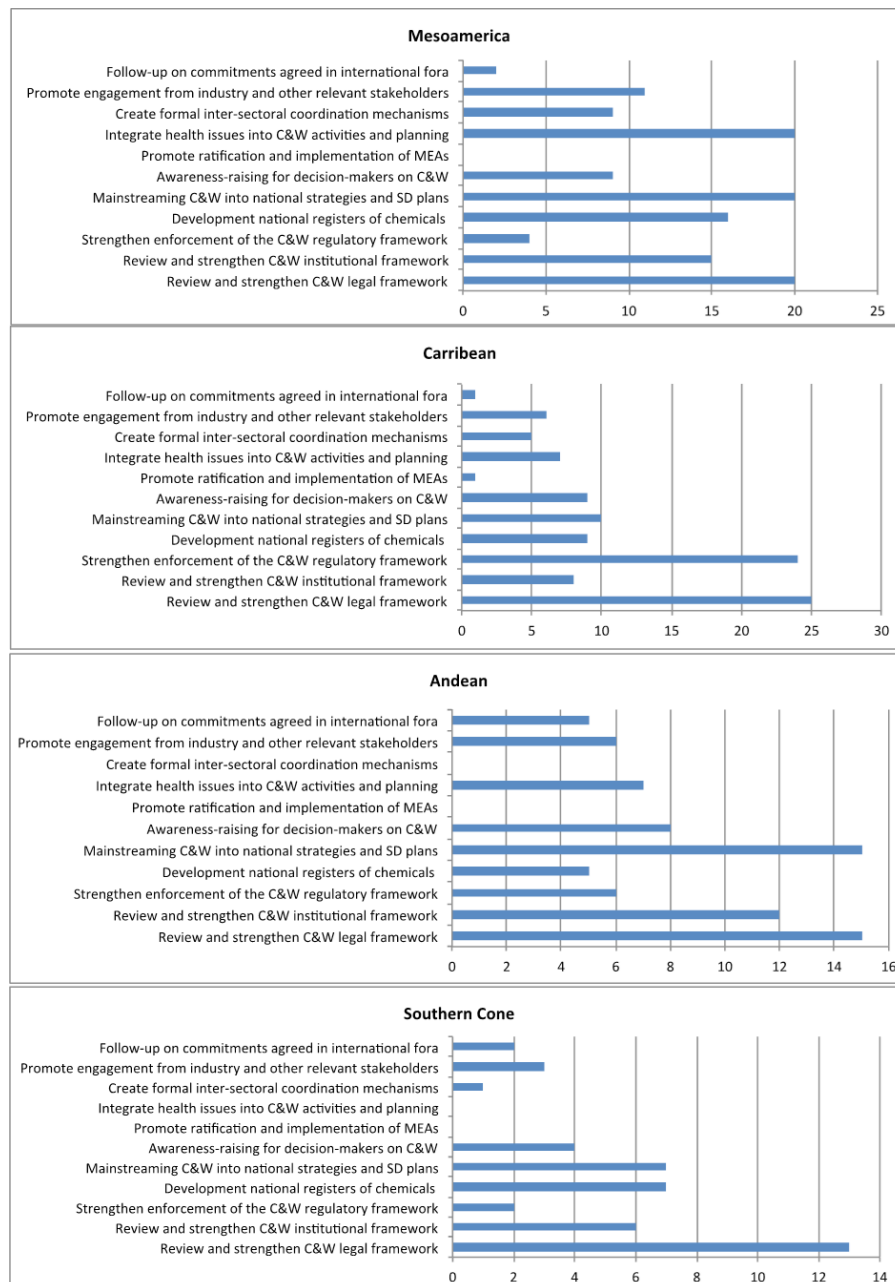 Mesoamerica
Follow-up on commitments agreed in international fora
Promote engagement from industry and other relevant stakeholders
Create formal inter-sectoral coordination mechanisms
Integrate health issues into C&W activities and planning
Promote ratification and implementation of MEAs
Awareness-raising for decision-makers on C&W
Mainstreaming C&W into national strategies and SD plans
Development national registers of chemicals
Strengthen enforcement of the C&W regulatory framework
Review and strengthen C&W institutional framework
Review and strengthen C&W legal framework
0 5 10 15 20 25
Carribean
Follow-up on commitments agreed in international fora
Promote engagement from industry and other relevant stakeholders
Create formal inter-sectoral coordination mechanisms
Integrate health issues into C&W activities and planning
Promote ratification and implementation of MEAs
Awareness-raising for decision-makers on C&W
Mainstreaming C&W into national strategies and SD plans
Development national registers of chemicals
Strengthen enforcement of the C&W regulatory framework
Review and strengthen C&W institutional framework
Review and strengthen C&W legal framework
0 5 10 15 20 25 30
Andean
Follow-up on commitments agreed in international fora
Promote engagement from industry and other relevant stakeholders
Create formal inter-sectoral coordination mechanisms
Integrate health issues into C&W activities and planning
Promote ratification and implementation of MEAs
Awareness-raising for decision-makers on C&W
Mainstreaming C&W into national strategies and SD plans
Development national registers of chemicals
Strengthen enforcement of the C&W regulatory framework
Review and strengthen C&W institutional framework
Review and strengthen C&W legal framework
0 2 4 6 8 10 12 14 16
Southern Cone
Follow-up on commitments agreed in international fora
Promote engagement from industry and other relevant stakeholders
Create formal inter-sectoral coordination mechanisms
Integrate health issues into C&W activities and planning
Promote ratification and implementation of MEAs
Awareness-raising for decision-makers on C&W
Mainstreaming C&W into national strategies and SD plans
Development national registers of chemicals
Strengthen enforcement of the C&W regulatory framework
Review and strengthen C&W institutional framework
Review and strengthen C&W legal framework
0 2 4 6 8 10 12 14